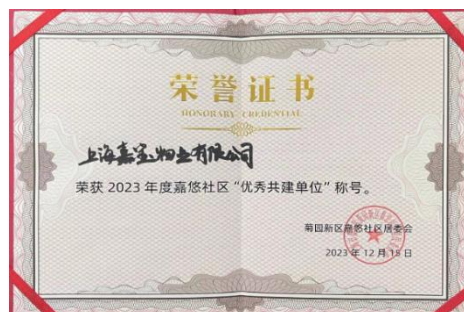 荣誉证书
HONORARY CREDENTIAL
上海嘉宝物业有限公司
荣获 2023 年度嘉悠社区“优秀共建单位”称号。
菊园新区嘉悠社区居委会
2023 年 12 月 15 日